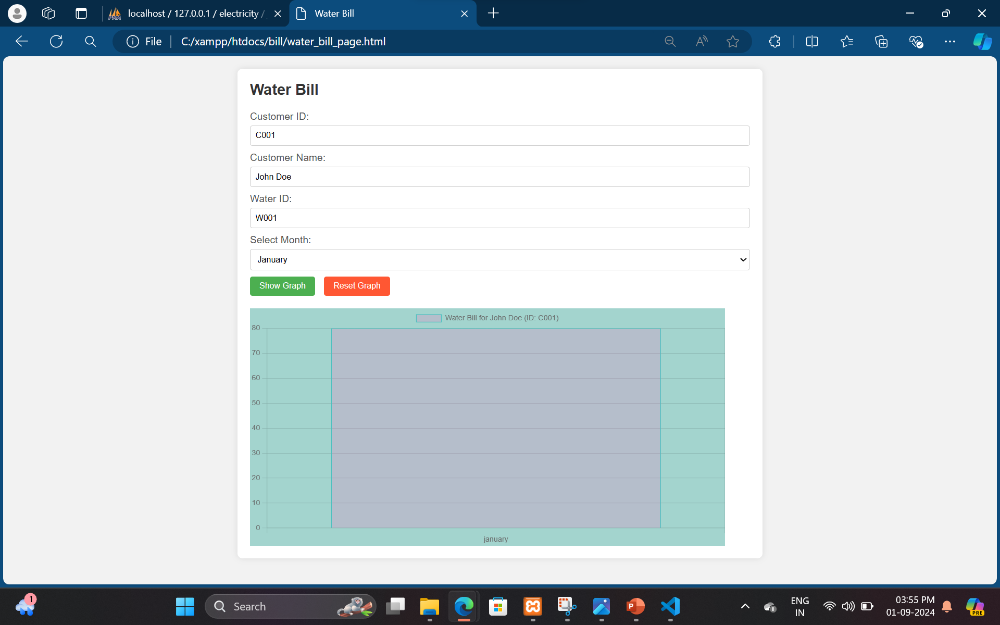 localhost / 127.0.0.1 / electricity /
Water Bill
File
C:/xampp/htdocs/bill/water_bill_page.html
Water Bill
Customer ID:
C001
Customer Name:
John Doe
Water ID:
W001
Select Month:
January
Show Graph
Reset Graph
Water Bill for John Doe (ID: C001)
80
70
60
50
40
30
20
10
0
january
1
Search
P
ENG
IN
03:55 PM
01-09-2024
PRE